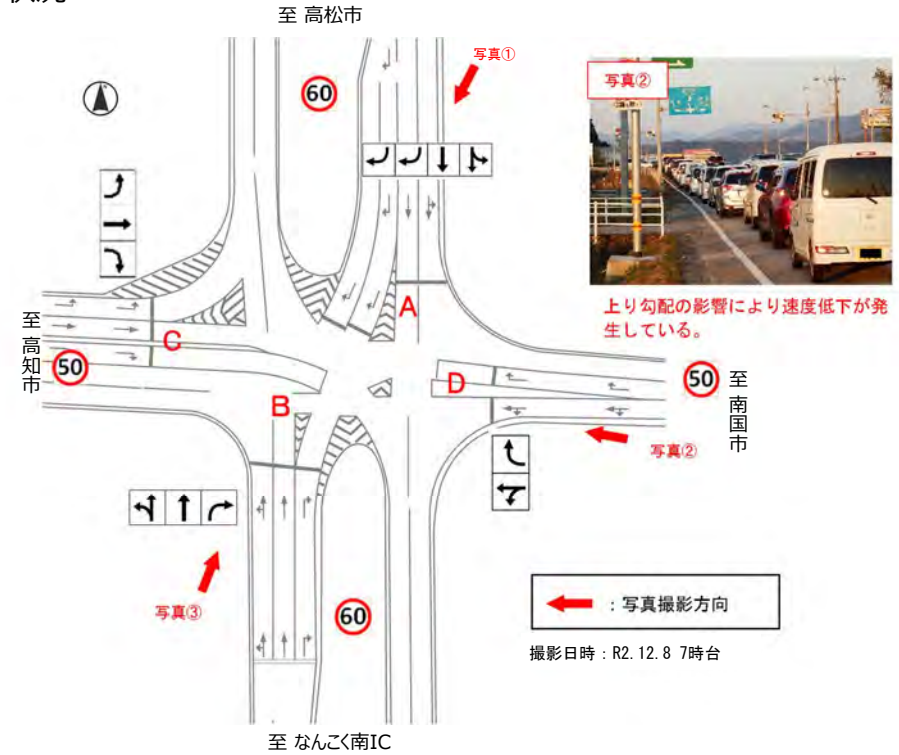 至 高松市
写真①
60
写真②
上り勾配の影響により速度低下が発
生している。
A
至
高
知
市
50
C
D
50
至
南
国
市
B
写真②
写真③
60
：写真撮影方向
撮影日時：R2.12.8 7時台
至 なんこく南IC